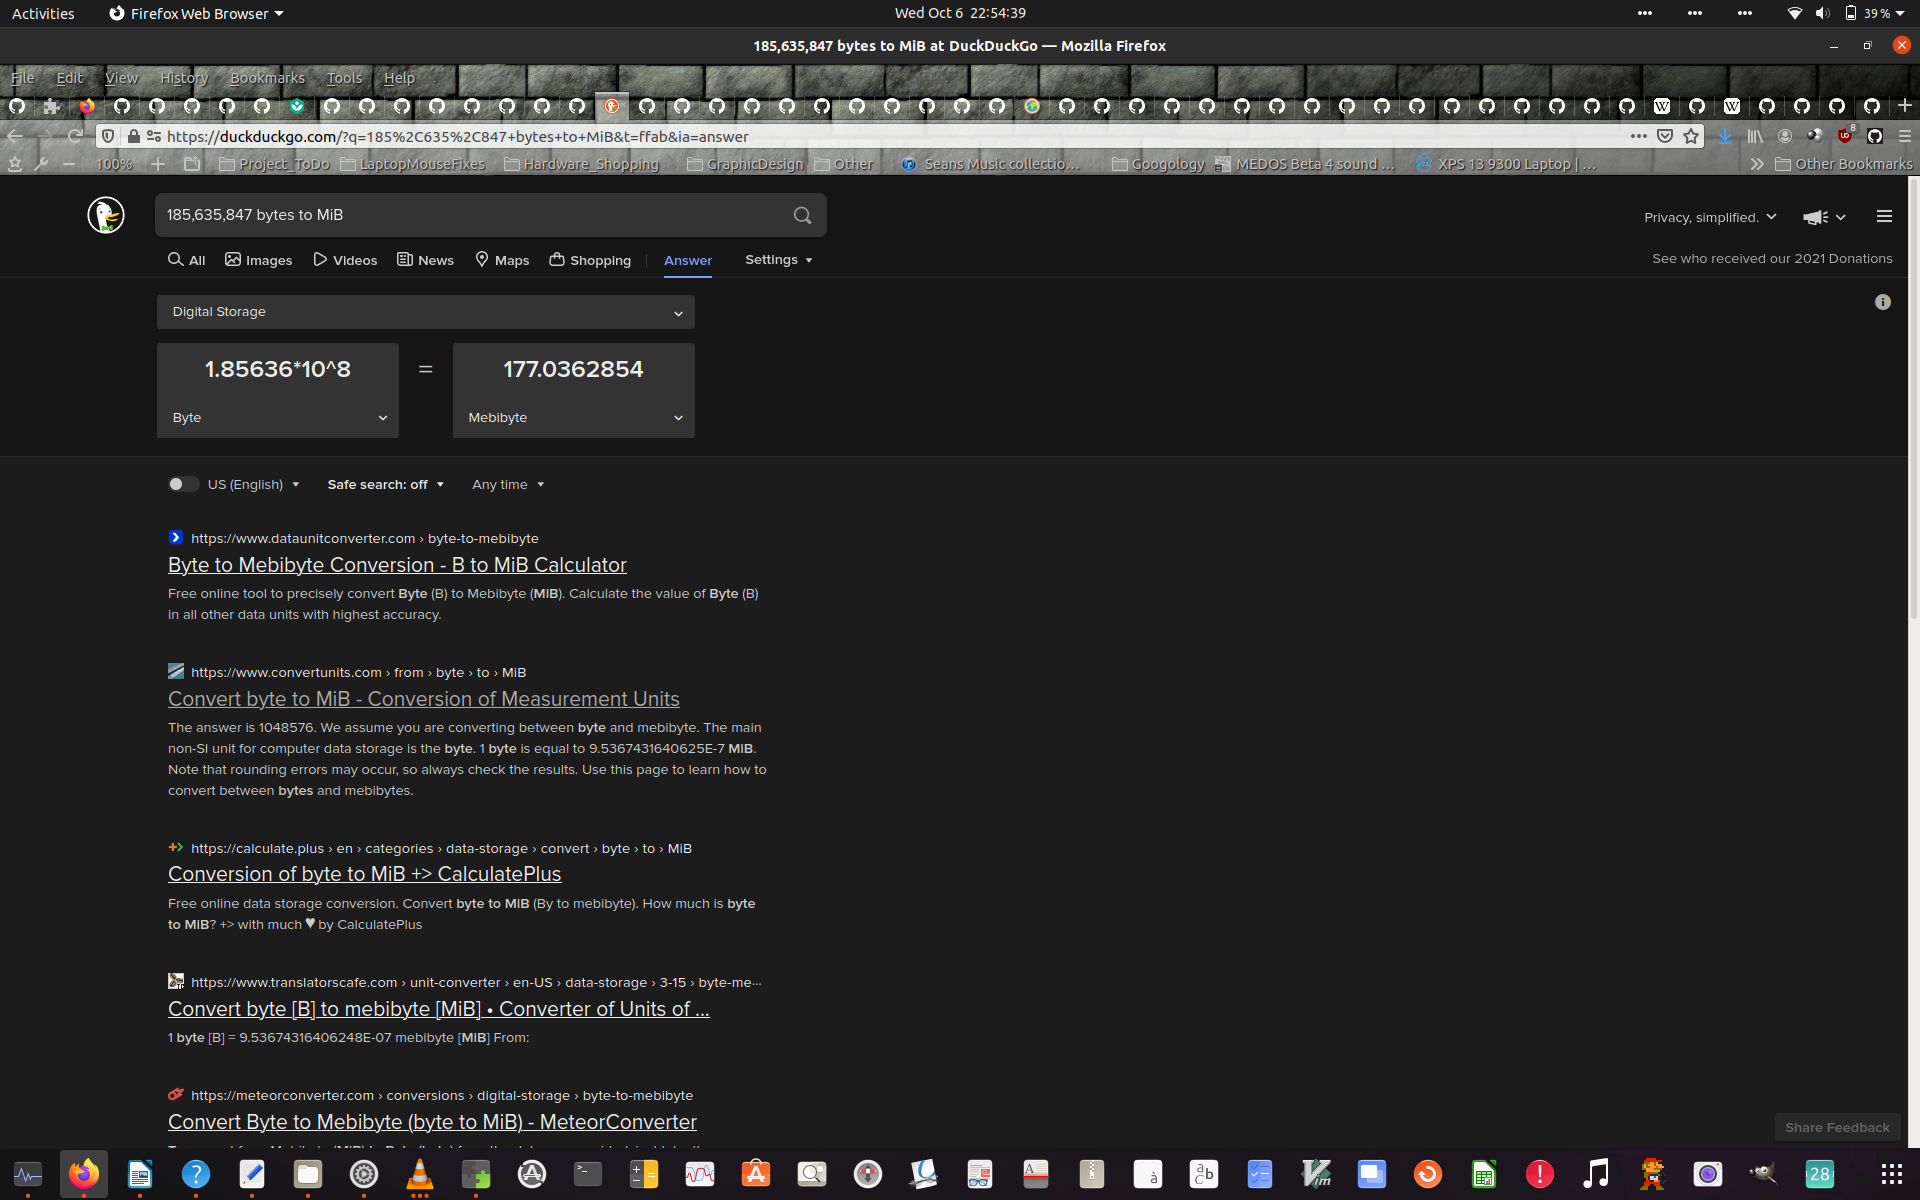 Activities
Firefox Web Browser
Wed Oct 6 22:54:39
39 %
185,635,847 bytes to MiB at DuckDuckGo — Mozilla Firefox
File Edit View History Bookmarks Tools Help
https://duckduckgo.com/?q=185%2C635%2C847+bytes+to+MiB&t=ffab&ia=answer
8
100%
Project_ToDo
LaptopMouseFixes
Hardware_Shopping
GraphicDesign
Other
Seans Music collectio...
Googology
MEDOS Beta 4 sound ...
XPS 13 9300 Laptop | ...
Other Bookmarks
185,635,847 bytes to MiB
Privacy, simplified.
All Images Videos News Maps Shopping Answer Settings
See who received our 2021 Donations
Digital Storage
1.85636*10^8 = 177.0362854
Byte Mebibyte
US (English) Safe search: off Any time
https://www.dataunitconverter.com › byte-to-mebibyte
Byte to Mebibyte Conversion - B to MiB Calculator
Free online tool to precisely convert Byte (B) to Mebibyte (MiB). Calculate the value of Byte (B)
in all other data units with highest accuracy.
https://www.convertunits.com › from › byte › to › MiB
Convert byte to MiB - Conversion of Measurement Units
The answer is 1048576. We assume you are converting between byte and mebibyte. The main
non-SI unit for computer data storage is the byte. 1 byte is equal to 9.5367431640625E-7 MiB.
Note that rounding errors may occur, so always check the results. Use this page to learn how to
convert between bytes and mebibytes.
https://calculate.plus › en › categories › data-storage › convert › byte › to › MiB
Conversion of byte to MiB +> CalculatePlus
Free online data storage conversion. Convert byte to MiB (By to mebibyte). How much is byte
to MiB? +> with much ♥ by CalculatePlus
https://www.translatorscafe.com › unit-converter › en-US › data-storage › 3-15 › byte-me...
Convert byte [B] to mebibyte [MiB] • Converter of Units of ...
1 byte [B] = 9.53674316406248E-07 mebibyte [MiB] From:
https://meteorconverter.com › conversions › digital-storage › byte-to-mebibyte
Convert Byte to Mebibyte (byte to MiB) - MeteorConverter
Share Feedback
28